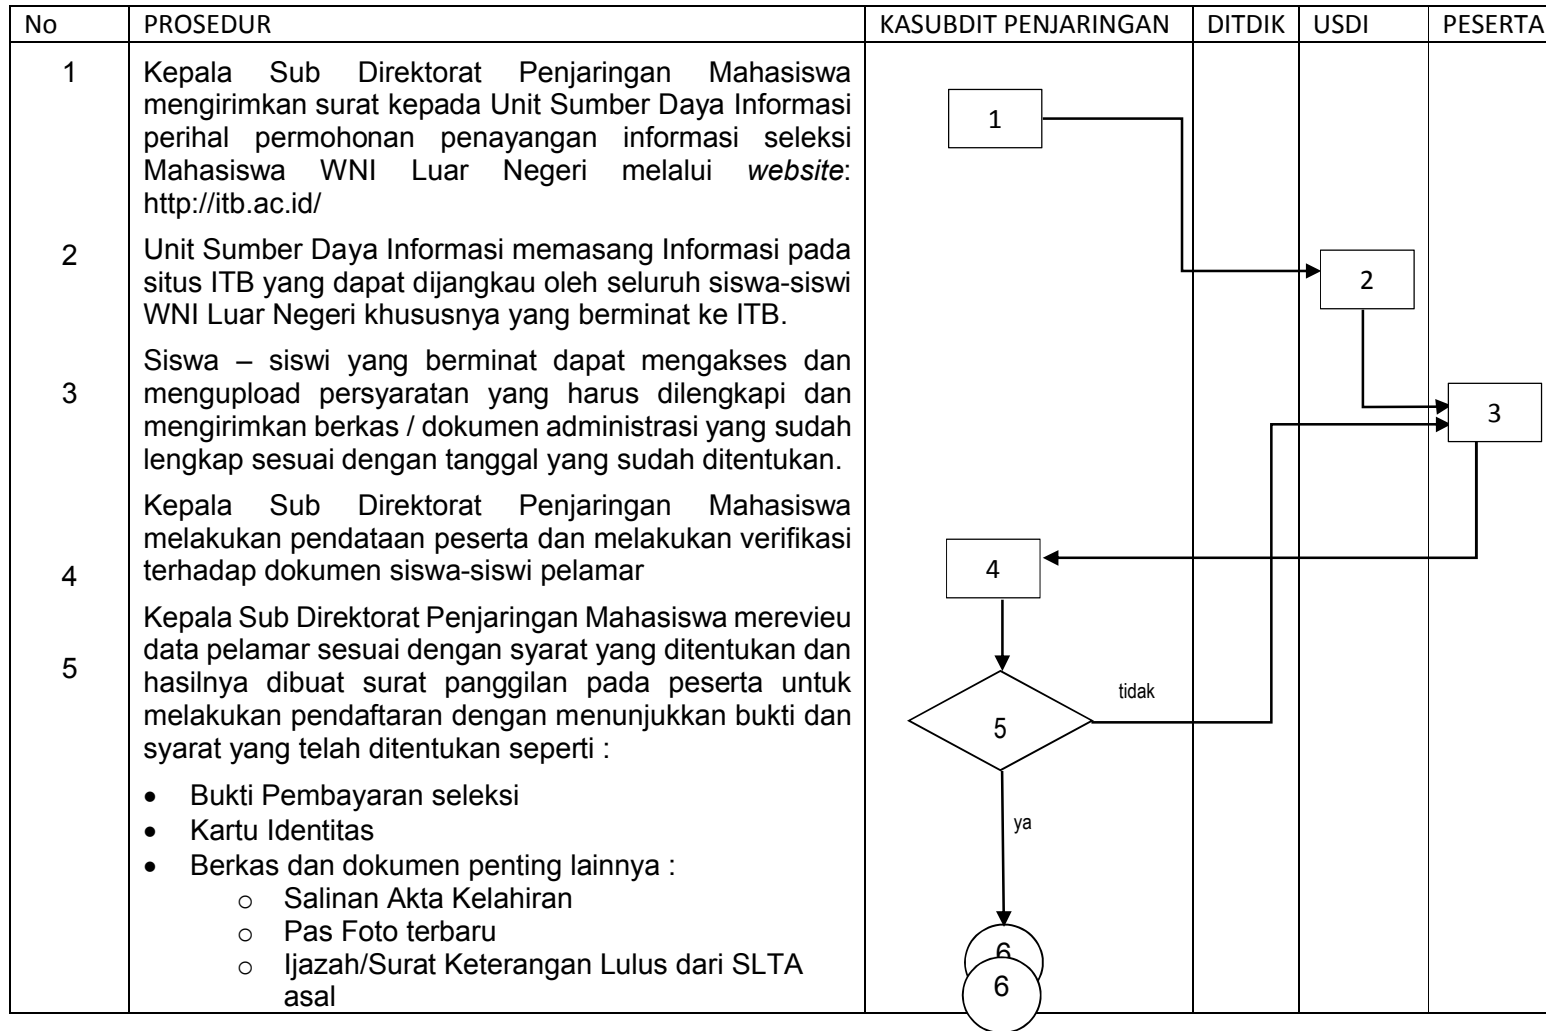 No PROSEDUR KASUBDIT PENJARINGAN DITDIK USDI PESERTA
1 Kepala Sub Direktorat Penjaringan Mahasiswa
mengirimkan surat kepada Unit Sumber Daya Informasi
perihal permohonan penayangan informasi seleksi
Mahasiswa WNI Luar Negeri melalui website:
http://itb.ac.id/
2 Unit Sumber Daya Informasi memasang Informasi pada
situs ITB yang dapat dijangkau oleh seluruh siswa-siswi
WNI Luar Negeri khususnya yang berminat ke ITB.
Siswa – siswi yang berminat dapat mengakses dan
3 mengupload persyaratan yang harus dilengkapi dan
mengirimkan berkas / dokumen administrasi yang sudah
lengkap sesuai dengan tanggal yang sudah ditentukan.
Kepala Sub Direktorat Penjaringan Mahasiswa
melakukan pendataan peserta dan melakukan verifikasi
4 terhadap dokumen siswa-siswi pelamar
Kepala Sub Direktorat Penjaringan Mahasiswa merevieu
5 data pelamar sesuai dengan syarat yang ditentukan dan
hasilnya dibuat surat panggilan pada peserta untuk
melakukan pendaftaran dengan menunjukkan bukti dan
syarat yang telah ditentukan seperti :
• Bukti Pembayaran seleksi
• Kartu Identitas
• Berkas dan dokumen penting lainnya :
o Salinan Akta Kelahiran
o Pas Foto terbaru
o Ijazah/Surat Keterangan Lulus dari SLTA
asal
1
2
3
4
5
tidak
ya
6
6